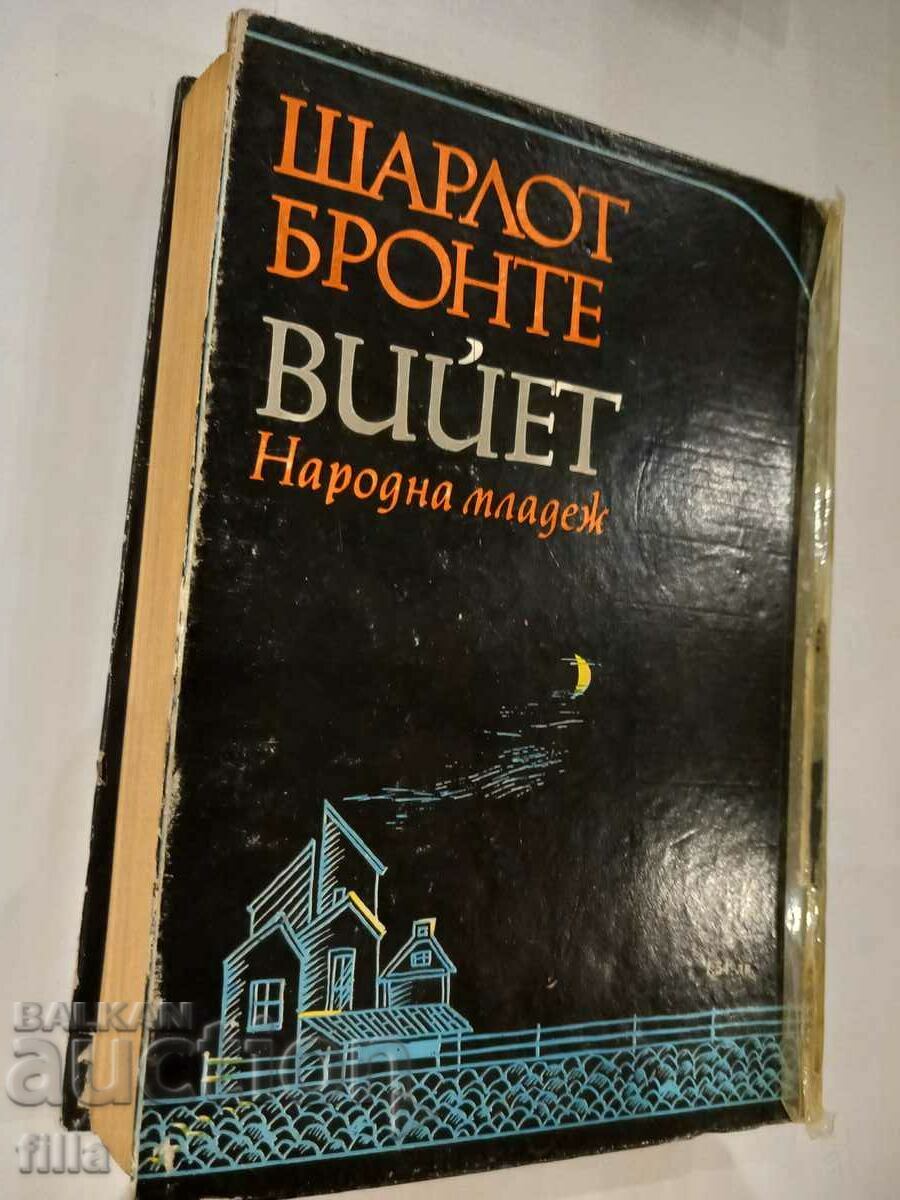 ШАРЛОТ
БРОНТЕ
ВИЙЕТ
Народна младеж
BALKAN
auction
filla